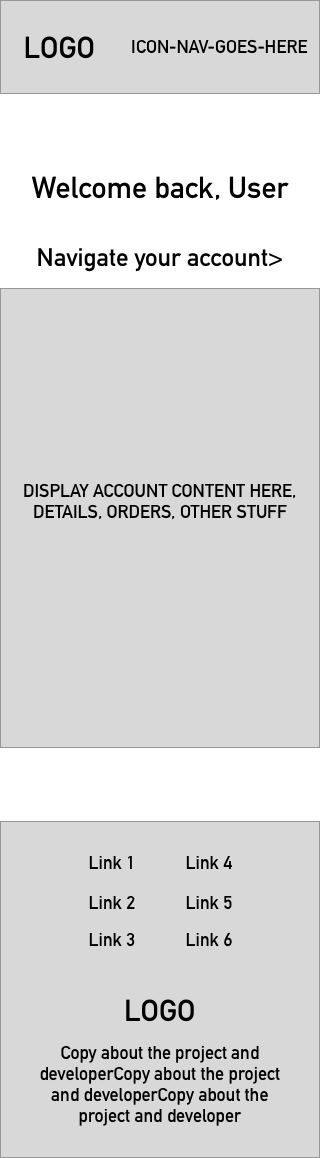 LOGO
ICON-NAV-GOES-HERE
Welcome back, User
Navigate your account>
DISPLAY ACCOUNT CONTENT HERE,
DETAILS, ORDERS, OTHER STUFF
Link 1
Link 4
Link 2
Link 5
Link 3
Link 6
LOGO
Copy about the project and
developerCopy about the project
and developerCopy about the
project and developer